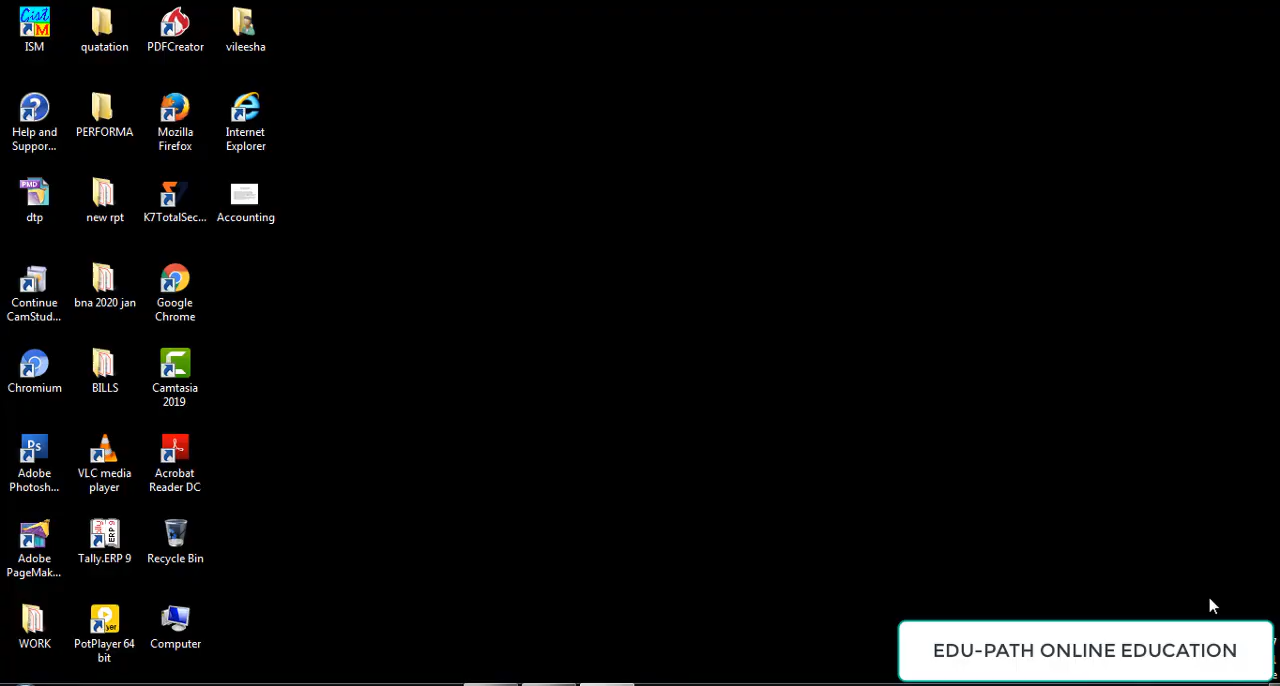 ISM
quatation
PDFCreator
vileesha
Help and
Suppor...
PERFORMA
Mozilla
Firefox
Internet
Explorer
PMD
dtp
new rpt
K7TotalSec...
Accounting
Continue
CamStud...
bna 2020 jan
Google
Chrome
Chromium
BILLS
Camtasia
2019
Ps
Adobe
Photosh...
VLC media
player
Acrobat
Reader DC
Adobe
PageMak...
Tally.ERP 9
Recycle Bin
WORK
PotPlayer 64
bit
Computer
EDU-PATH ONLINE EDUCATION